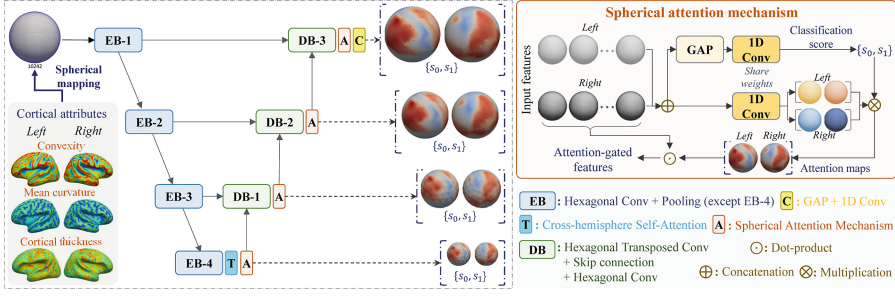 10242
Spherical
mapping
Cortical attributes
Left Right
Convexity
Mean curvature
Cortical thickness
EB-1
EB-2
EB-3
EB-4
T
A
DB-1
A
DB-2
A
DB-3
A
C
{s0, s1}
{s0, s1}
{s0, s1}
{s0, s1}
Spherical attention mechanism
Input features
Left
Right
GAP
1D
Conv
Classification
score
{s0, s1}
Share
weights
1D
Conv
Left
Right
Left Right
Attention maps
Attention-gated
features
EB : Hexagonal Conv + Pooling (except EB-4) C : GAP + 1D Conv
T : Cross-hemisphere Self-Attention A : Spherical Attention Mechanism
DB : Hexagonal Transposed Conv
+ Skip connection
+ Hexagonal Conv
: Dot-product
: Concatenation : Multiplication